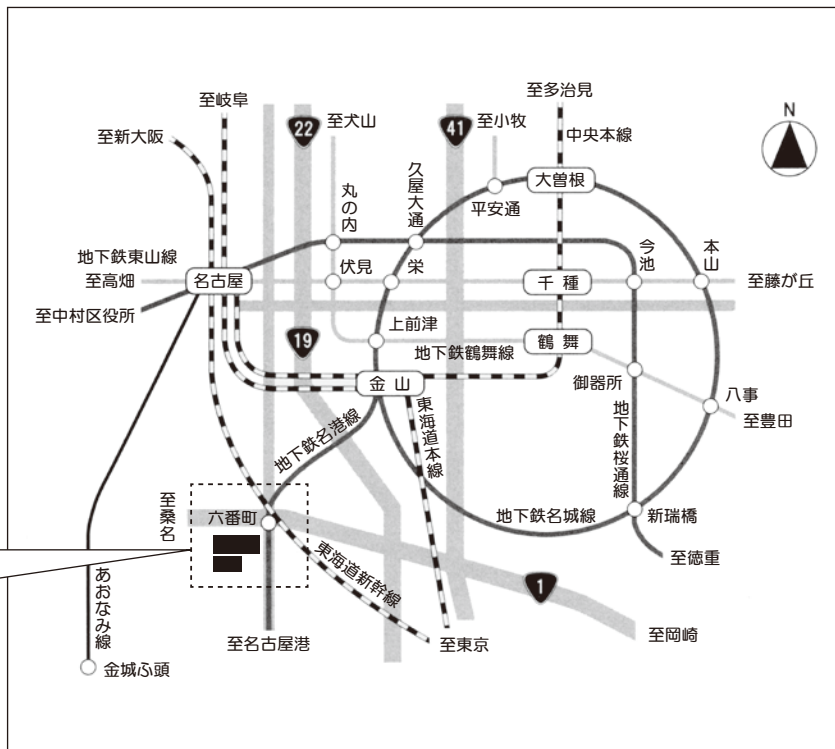 N
至岐阜
至多治見
至新大阪
22
至犬山
41
至小牧
中央本線
久屋大通
大曽根
丸の内
平安通
地下鉄東山線
今池
本山
至高畑
名古屋
伏見
栄
千種
至藤が丘
至中村区役所
上前津
19
地下鉄鶴舞線
鶴舞
御器所
金山
八事
至豊田
東海道本線
地下鉄名港線
地下鉄桜通線
至桑名
六番町
地下鉄名城線
新瑞橋
至徳重
東海道新幹線
あおなみ線
1
至名古屋港
至東京
至岡崎
金城ふ頭